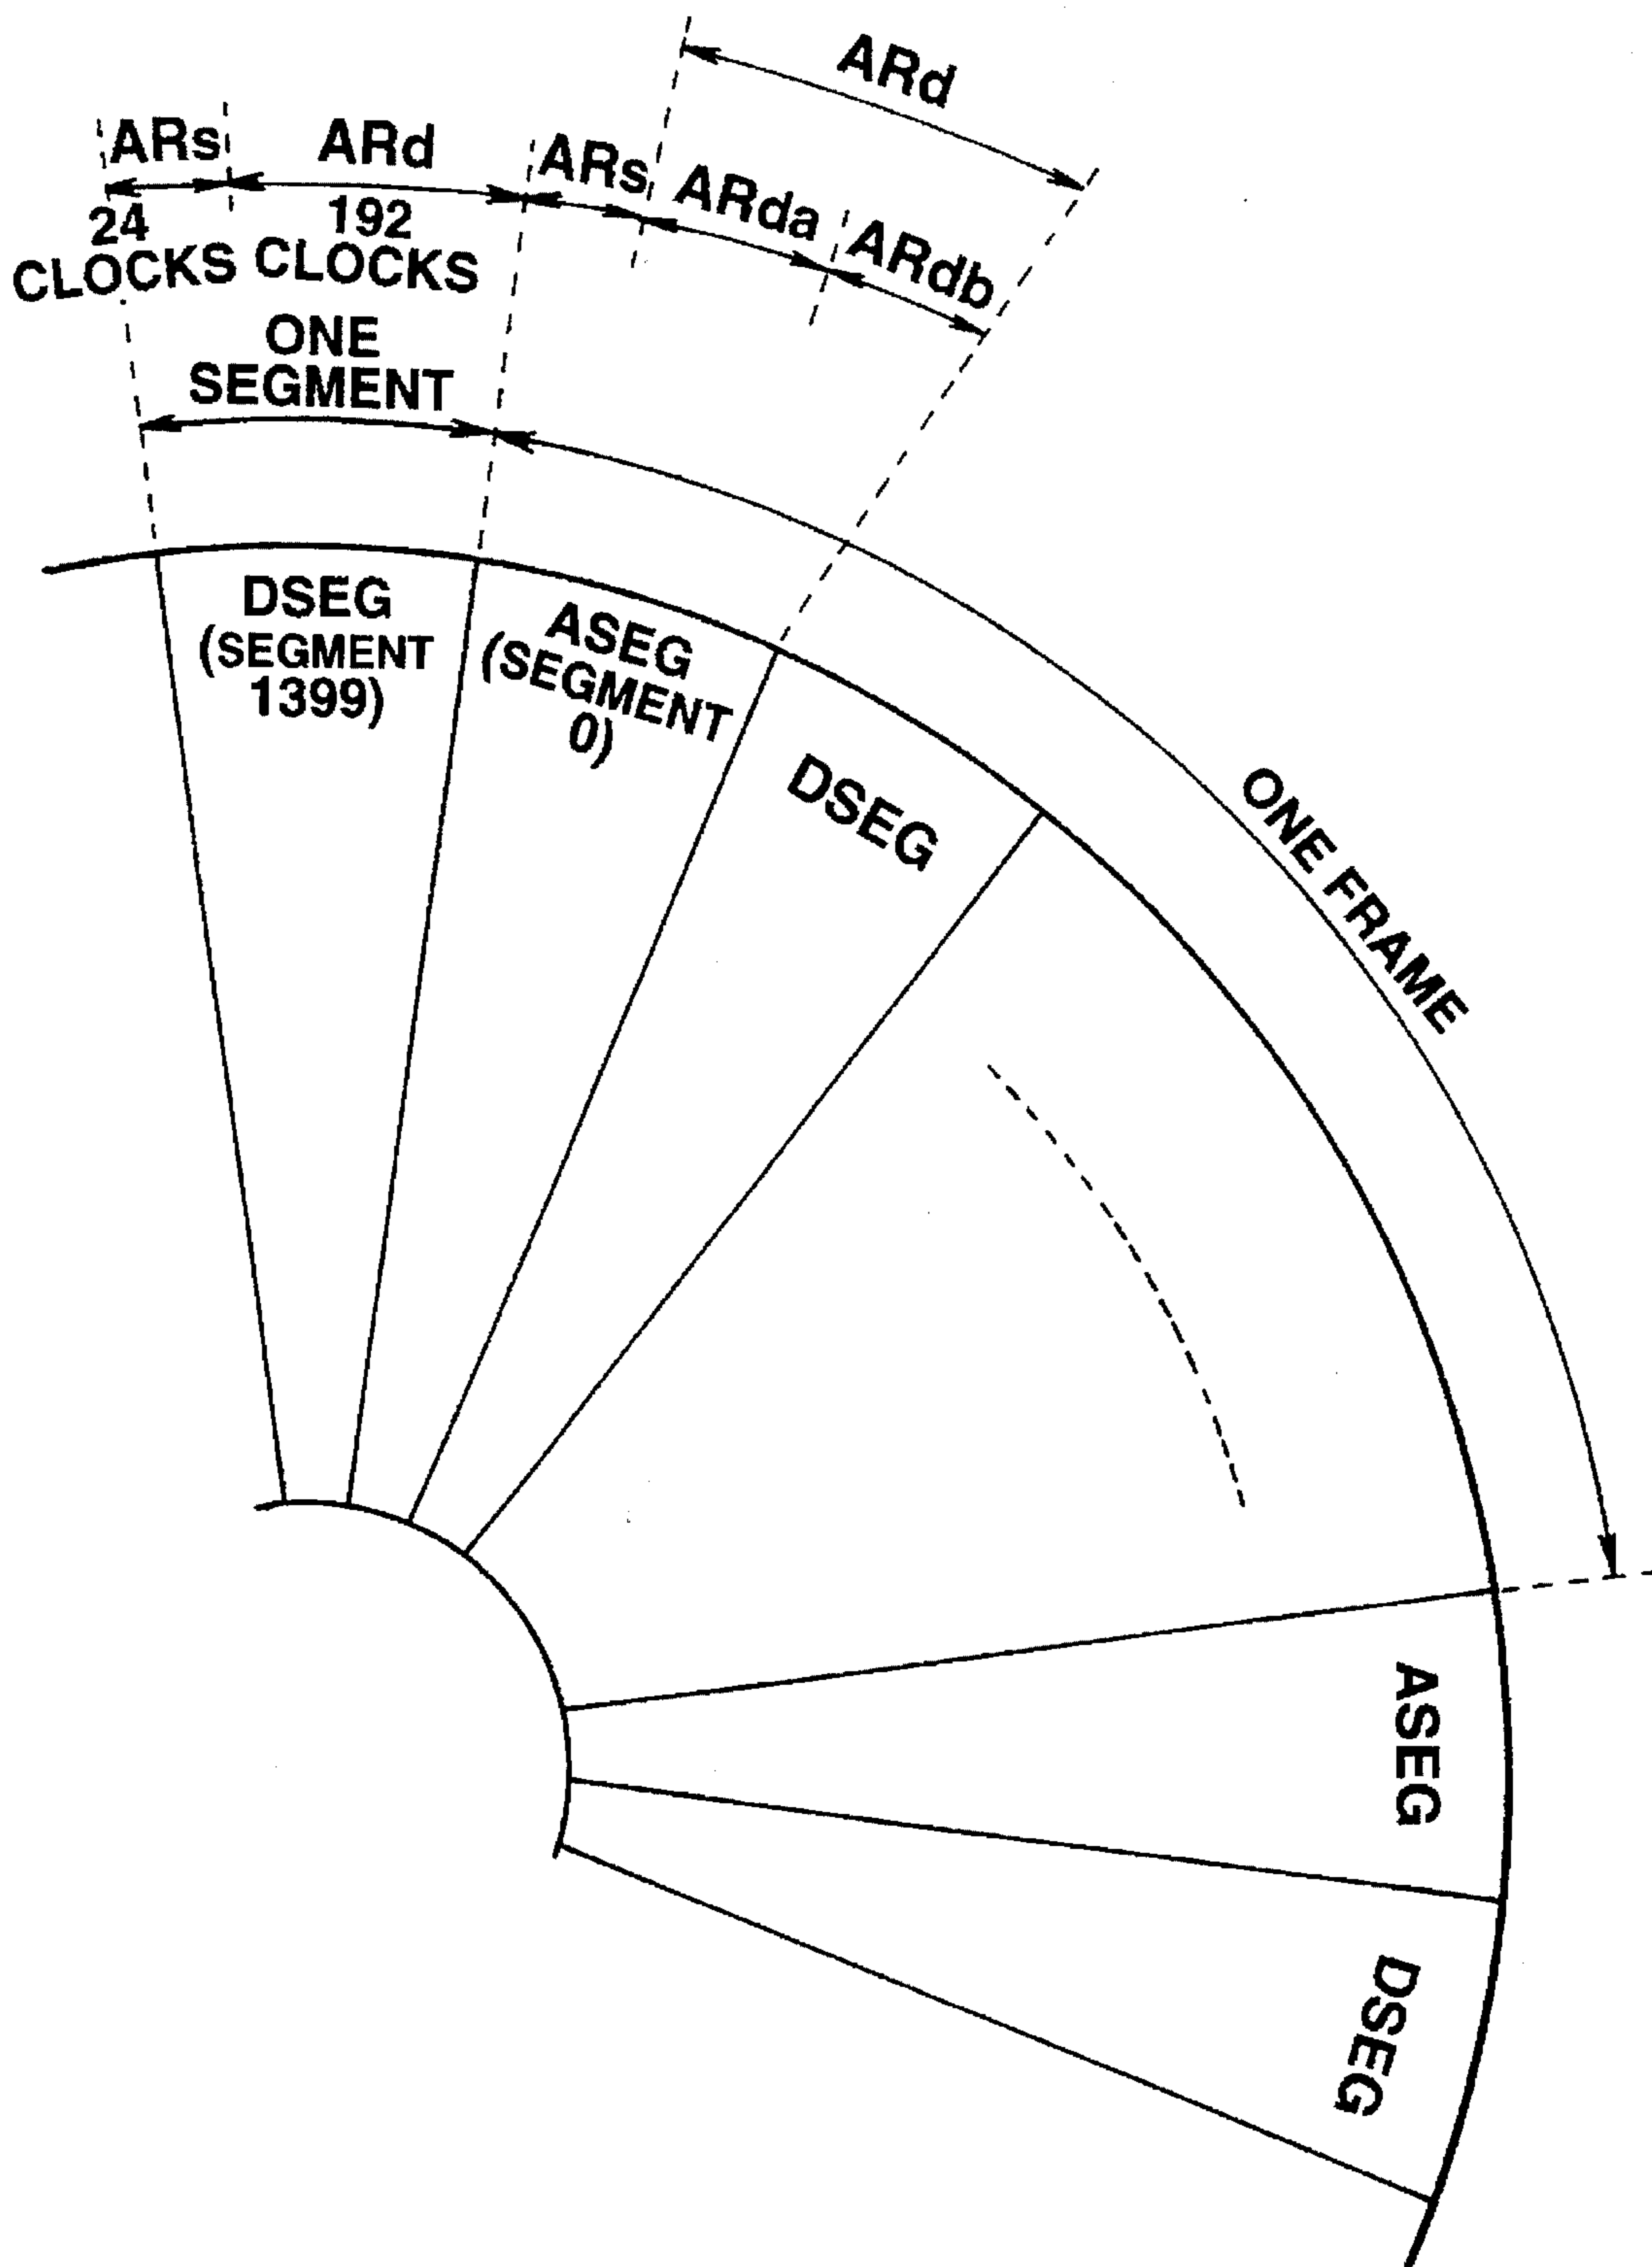 ARd
ARs
ARd
ARs
ARda
ARdb
24
CLOCKS
192
CLOCKS
ONE
SEGMENT
DSEG
(SEGMENT
1399)
ASEG
(SEGMENT
0)
DSEG
ONE FRAME
ASEG
DSEG